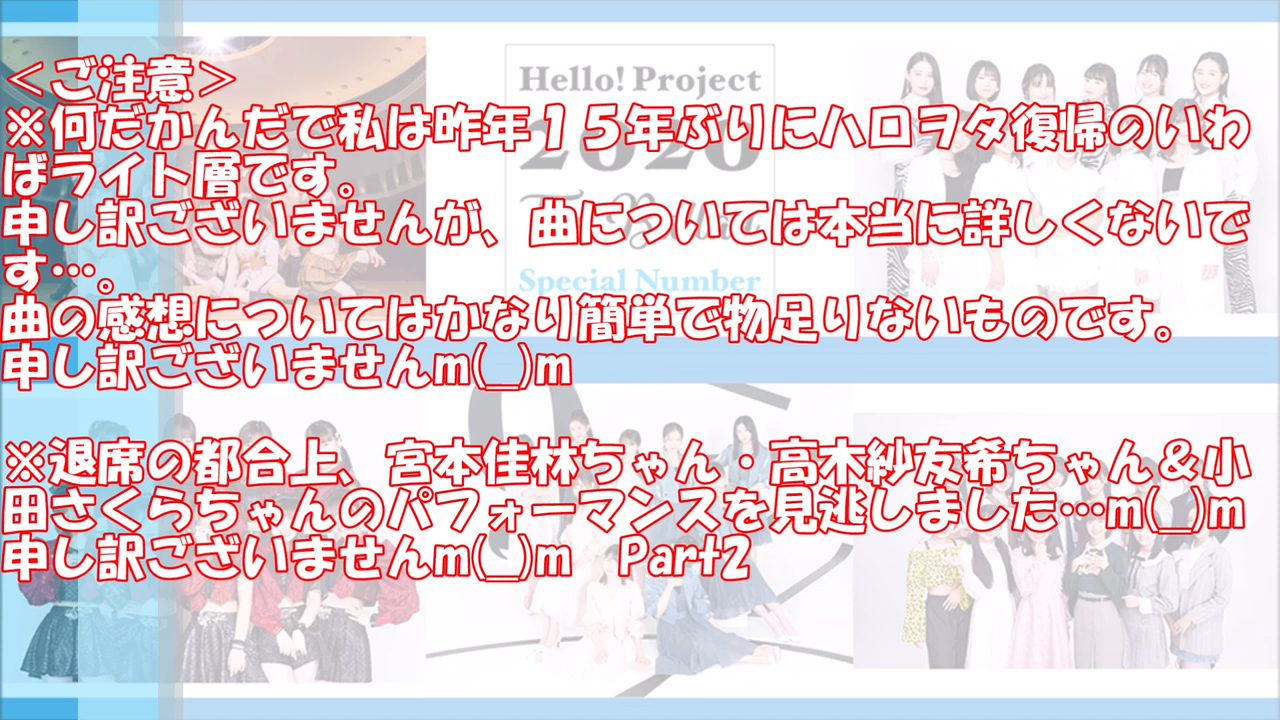 Hello! Project
2020
The Ballad
Special Number
＜ご注意＞
※何だかんだで私は昨年１５年ぶりにハロヲタ復帰のいわ
ばライト層です。
申し訳ございませんが、曲については本当に詳しくないで
す…。
曲の感想についてはかなり簡単で物足りないものです。
申し訳ございませんm(_)m
※退席の都合上、宮本佳林ちゃん・高木紗友希ちゃん＆小
田さくらちゃんのパフォーマンスを見逃しました…m(_)m
申し訳ございませんm(_)m　Part2